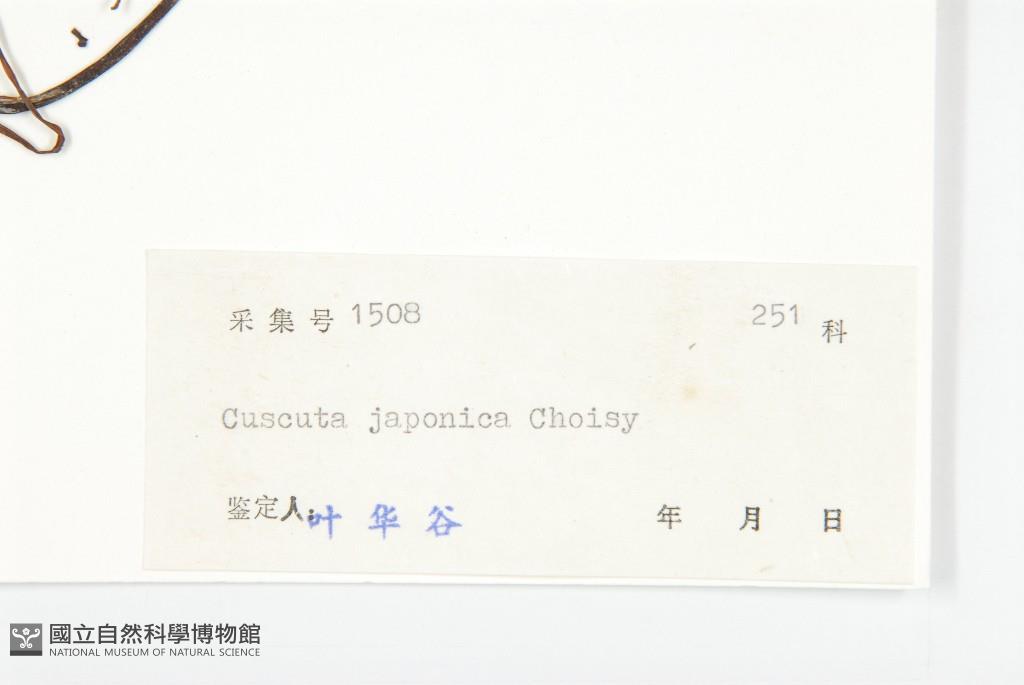 采集号 1508 251 科
Cuscuta japonica Choisy
鉴定人: 叶华谷 年 月 日
國立自然科學博物館
NATIONAL MUSEUM OF NATURAL SCIENCE